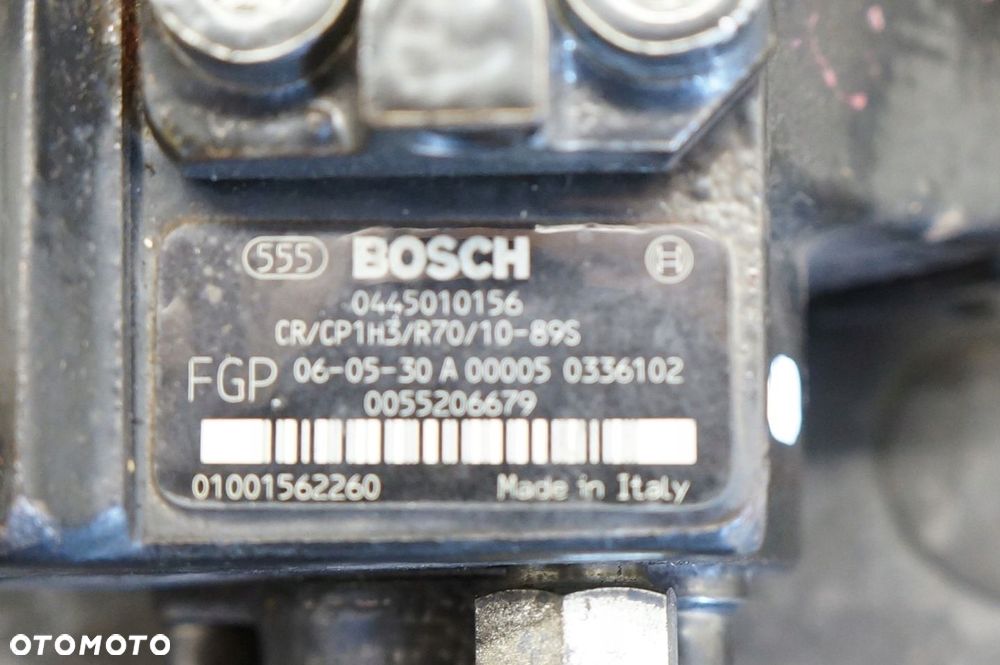 555 BOSCH
0445010156
CR/CP1H3/R70/10-89S
FGP. 06-05-30 A 00005 0336102
0055206679
01001562260 Made in Italy
OTOMOTO